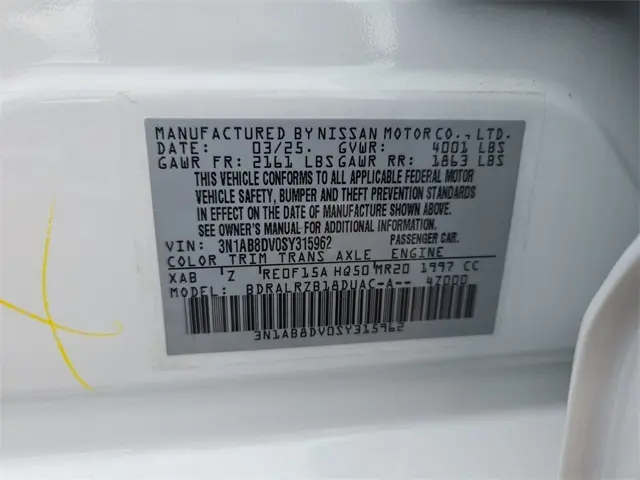 MANUFACTURED BY NISSAN MOTOR CO., LTD.
DATE: 03/25. GVWR: 4001 LBS
GAWR FR: 2161 LBS GAWR RR: 1863 LBS
THIS VEHICLE CONFORMS TO ALL APPLICABLE FEDERAL MOTOR
VEHICLE SAFETY, BUMPER AND THEFT PREVENTION STANDARDS
IN EFFECT ON THE DATE OF MANUFACTURE SHOWN ABOVE.
SEE OWNER'S MANUAL FOR FURTHER INFORMATION
VIN: 3N1AB8DV0SY315962 PASSENGER CAR.
COLOR TRIM TRANS AXLE ENGINE
XAB Z RE0F15A HQ50 MR20 1997 CC
MODEL: BDRALRZB18DUAC-A-- 4Z000
3N1AB8DV0SY315962